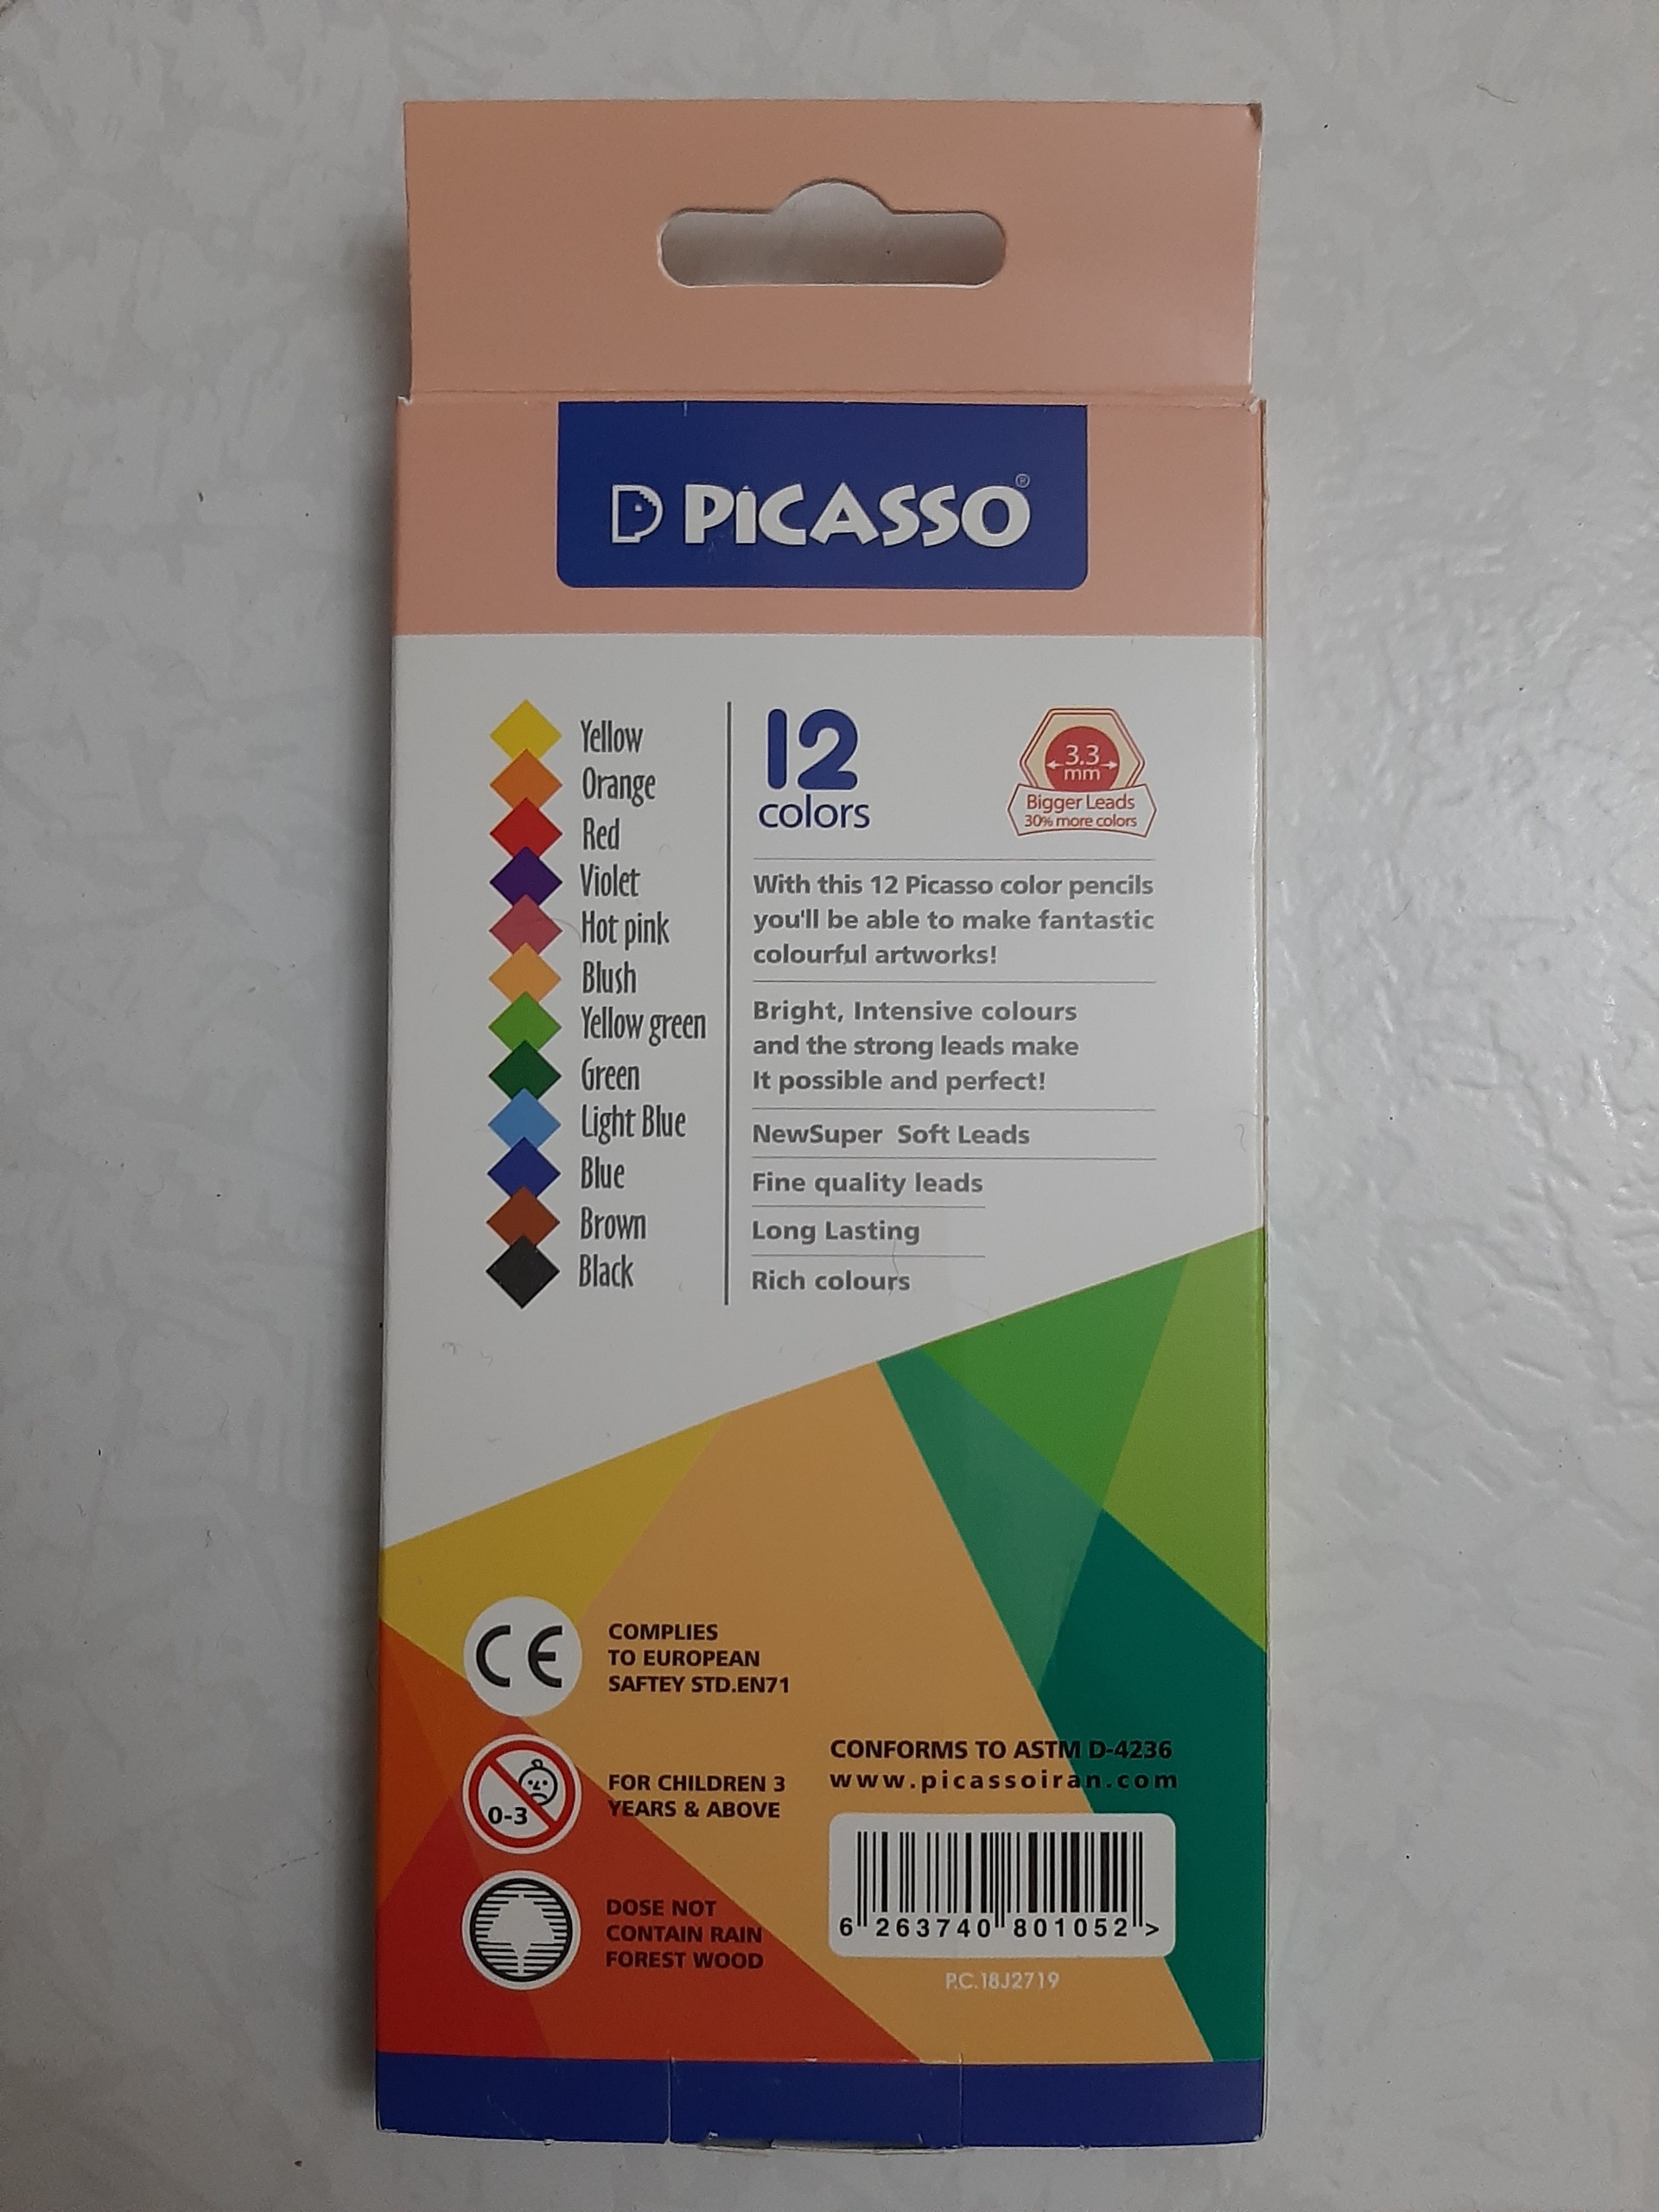 PICASSO®
Yellow
Orange
Red
Violet
Hot pink
Blush
Yellow green
Green
Light Blue
Blue
Brown
Black
12
colors
3.3
mm
Bigger Leads
30% more colors
With this 12 Picasso color pencils
you'll be able to make fantastic
colourful artworks!
Bright, Intensive colours
and the strong leads make
It possible and perfect!
NewSuper Soft Leads
Fine quality leads
Long Lasting
Rich colours
CE
COMPLIES
TO EUROPEAN
SAFTEY STD.EN71
0-3
FOR CHILDREN 3
YEARS & ABOVE
DOSE NOT
CONTAIN RAIN
FOREST WOOD
CONFORMS TO ASTM D-4236
www.picassoiran.com
6 263740 801052 >
P.C.18J2719